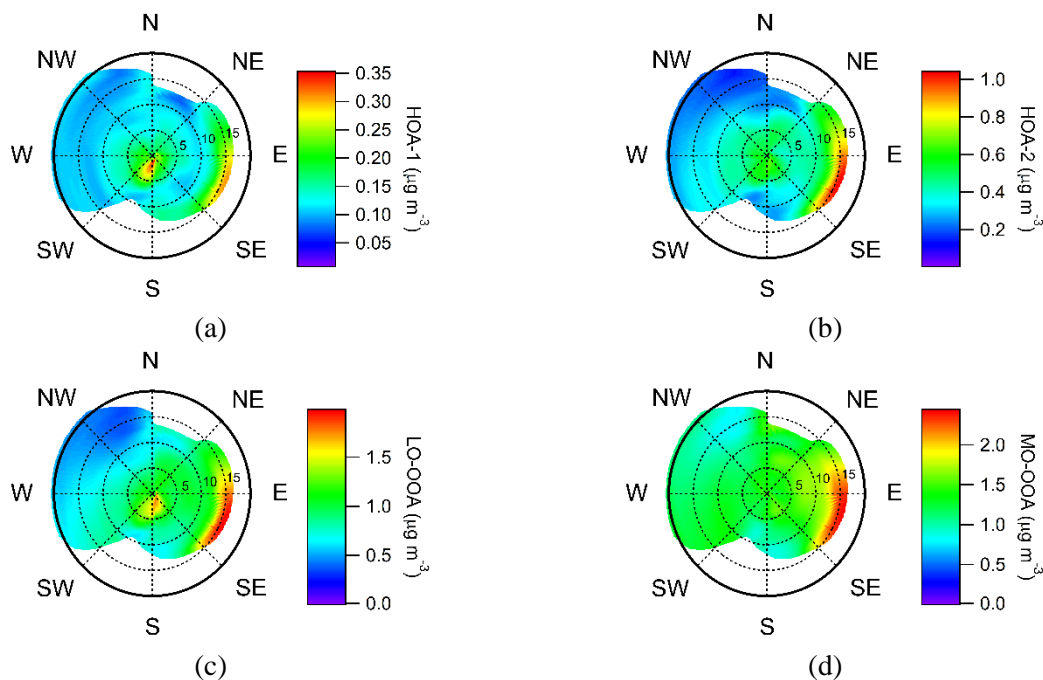 N
NW
NE
W
E
SW
SE
S
5
10
15
0.35
0.30
0.25
0.20
0.15
0.10
0.05
HOA-1 (μg m⁻³)
(a)
N
NW
NE
W
E
SW
SE
S
5
10
15
1.0
0.8
0.6
0.4
0.2
HOA-2 (μg m⁻³)
(b)
N
NW
NE
W
E
SW
SE
S
5
10
15
1.5
1.0
0.5
0.0
LO-OOA (μg m⁻³)
(c)
N
NW
NE
W
E
SW
SE
S
5
10
15
2.0
1.5
1.0
0.5
0.0
MO-OOA (μg m⁻³)
(d)